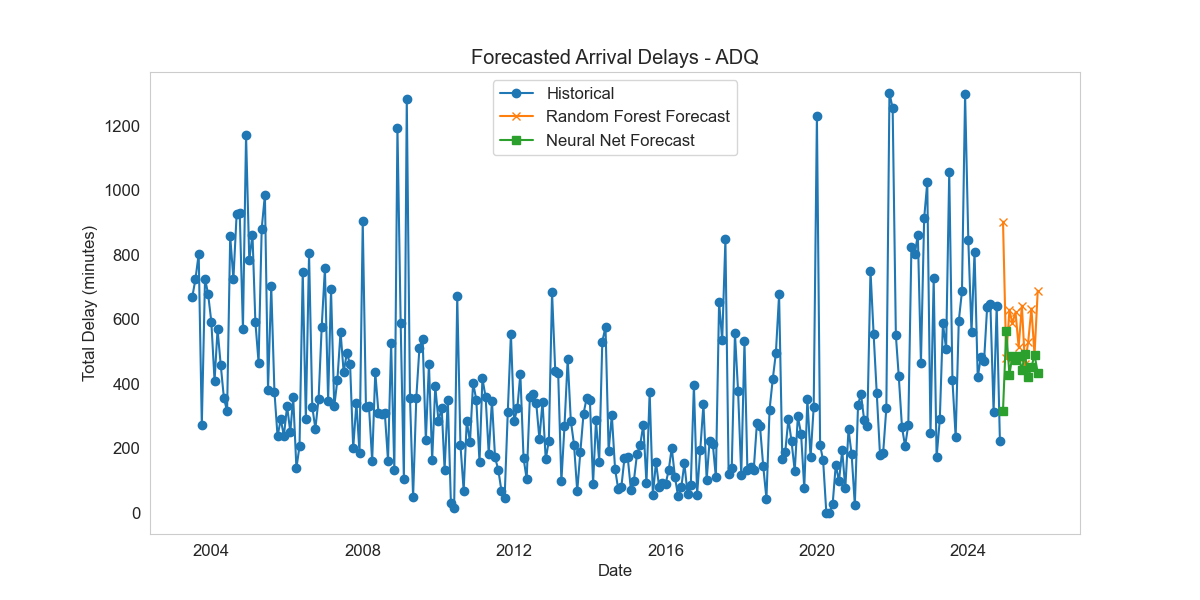 Forecasted Arrival Delays - ADQ
Historical
Random Forest Forecast
Neural Net Forecast
Total Delay (minutes)
1200
1000
800
600
400
200
0
2004 2008 2012 2016 2020 2024
Date